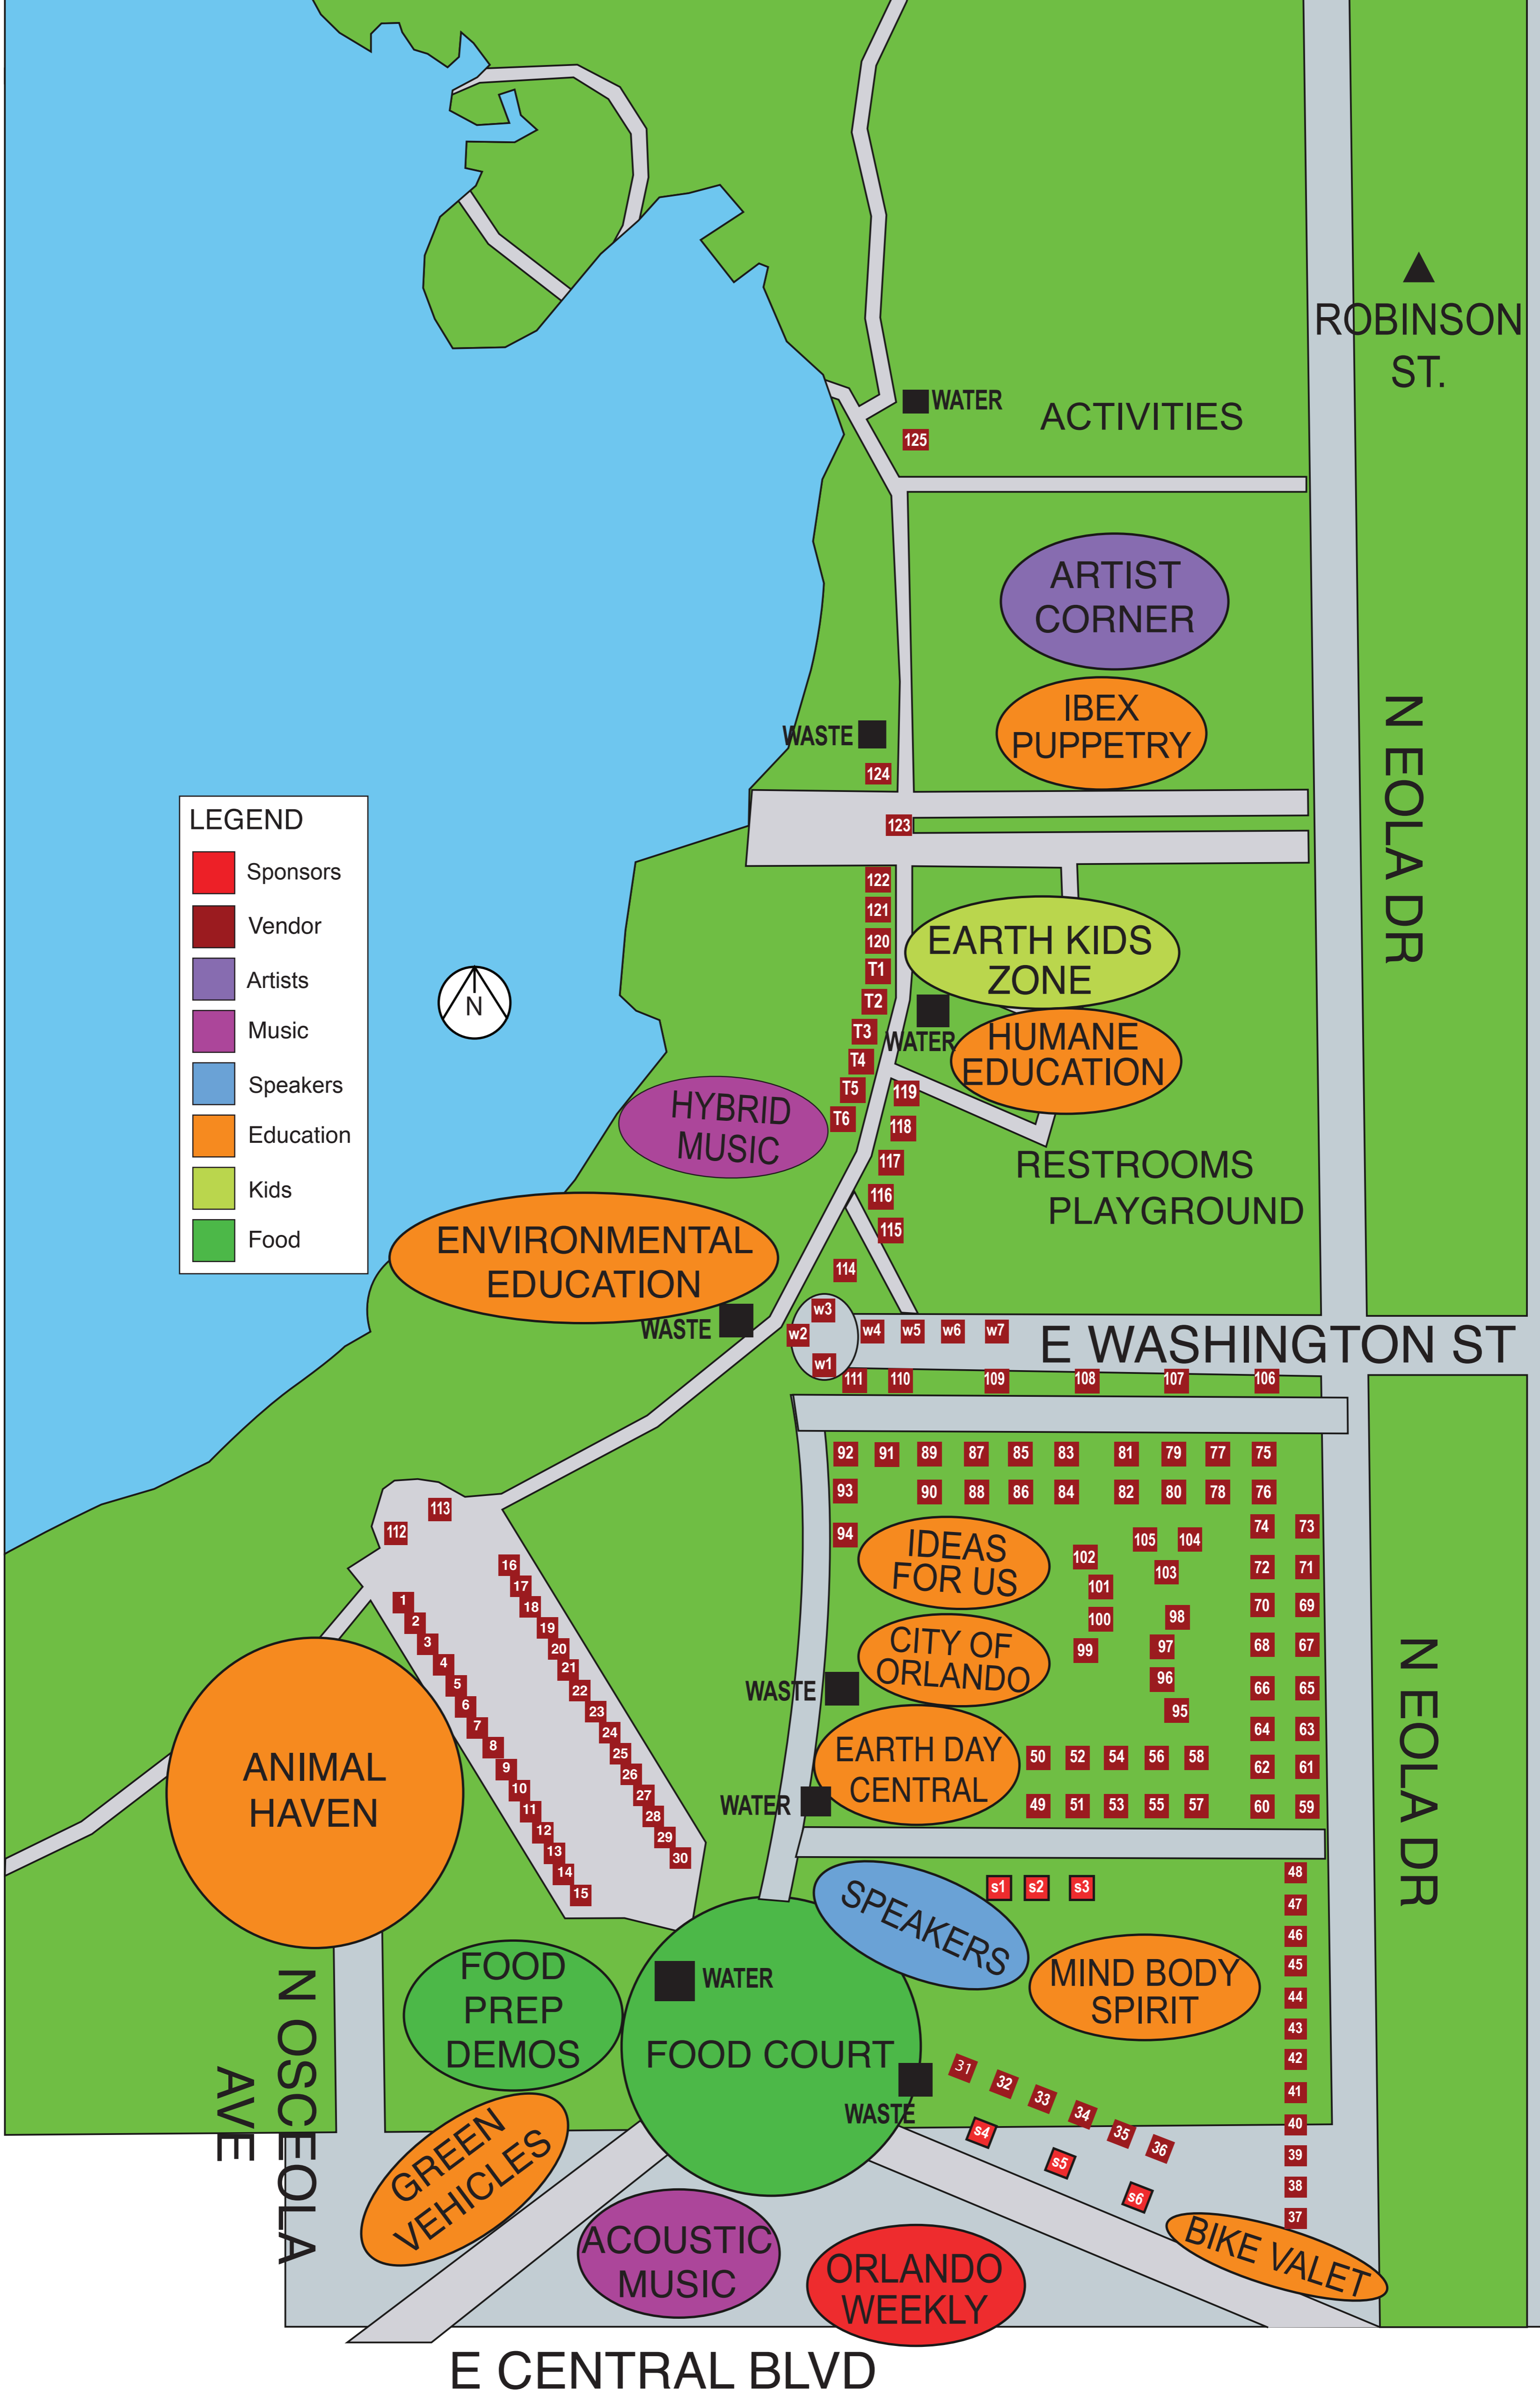 ▲
ROBINSON
ST.
WATER
ACTIVITIES
125
ARTIST
CORNER
IBEX
PUPPETRY
WASTE
124
123
N EOLA DR
LEGEND
Sponsors
Vendor
Artists
Music
Speakers
Education
Kids
Food
N
122
121
120
T1
T2
T3
T4
T5
T6
EARTH KIDS
ZONE
WATER
HUMANE
EDUCATION
119
118
117
116
115
114
HYBRID
MUSIC
RESTROOMS
PLAYGROUND
ENVIRONMENTAL
EDUCATION
WASTE
w3
w2
w1
w4 w5 w6 w7
E WASHINGTON ST
111 110 109 108 107 106
92 91 89 87 85 83 81 79 77 75
93 90 88 86 84 82 80 78 76
94
74 73
72 71
70 69
68 67
66 65
64 63
62 61
60 59
IDEAS
FOR US
105 104
102
103
101
100
98
99
97
96
95
CITY OF
ORLANDO
WASTE
EARTH DAY
CENTRAL
WATER
50 52 54 56 58
49 51 53 55 57
N EOLA DR
113
112
16
17
18
19
20
21
22
23
24
25
26
27
28
29
30
1
2
3
4
5
6
7
8
9
10
11
12
13
14
15
ANIMAL
HAVEN
SPEAKERS
s1 s2 s3
48
47
46
45
44
43
42
41
40
39
38
37
MIND BODY
SPIRIT
FOOD
PREP
DEMOS
WATER
FOOD COURT
WASTE
31
32
33
34
35
36
s4
s5
s6
N OSCEOLA
AVE
GREEN
VEHICLES
ACOUSTIC
MUSIC
ORLANDO
WEEKLY
BIKE VALET
E CENTRAL BLVD